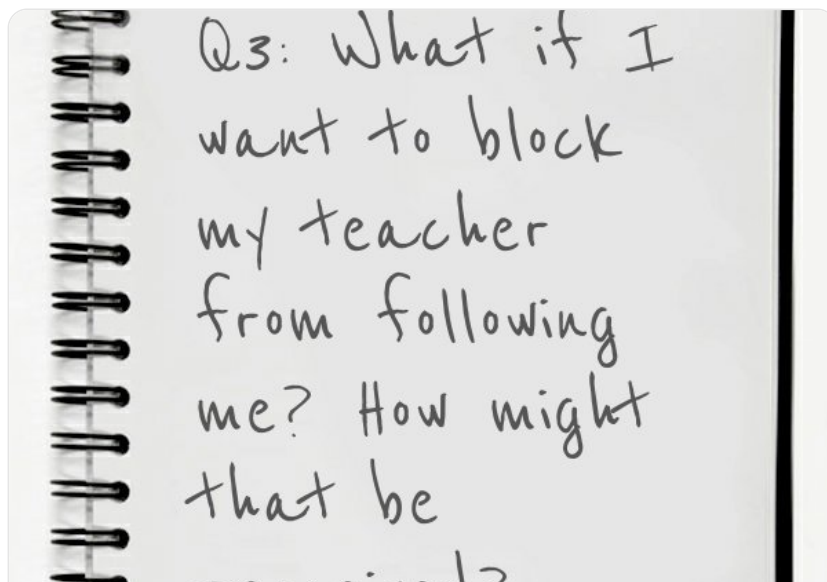 Q3: What if I
want to block
my teacher
from following
me? How might
that be